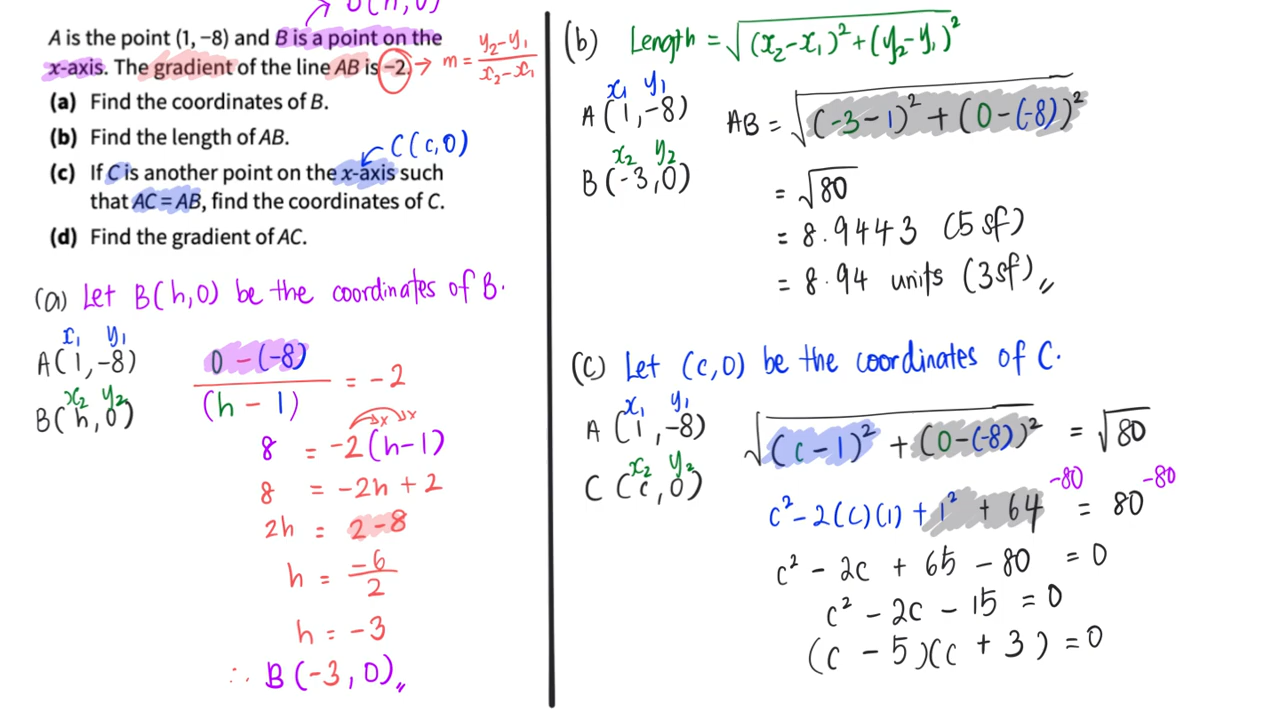 B(h,0)
A is the point (1, −8) and B is a point on the
x-axis. The gradient of the line AB is −2. → m = (y₂−y₁)/(x₂−x₁)
(a) Find the coordinates of B.
(b) Find the length of AB.
C(c,0)
(c) If C is another point on the x-axis such
that AC = AB, find the coordinates of C.
(d) Find the gradient of AC.
(a) Let B(h,0) be the coordinates of B.
x₁ y₁
A(1,−8)
x₂ y₂
B(h,0)
(0−(−8))/(h−1) = −2
8 = −2(h−1)
8 = −2h + 2
2h = 2−8
h = −6/2
h = −3
∴ B(−3,0)
(b) Length = √((x₂−x₁)²+(y₂−y₁)²)
x₁ y₁
A(1,−8)
x₂ y₂
B(−3,0)
AB = √((−3−1)²+(0−(−8))²)
= √80
= 8.9443 (5 sf)
= 8.94 units (3sf)
(c) Let (c,0) be the coordinates of C.
x₁ y₁
A(1,−8)
x₂ y₂
C(c,0)
√((c−1)²+(0−(−8))²) = √80
−80 −80
c²−2(c)(1)+1²+64 = 80
c² − 2c + 65 − 80 = 0
c² − 2c − 15 = 0
(c − 5)(c + 3) = 0